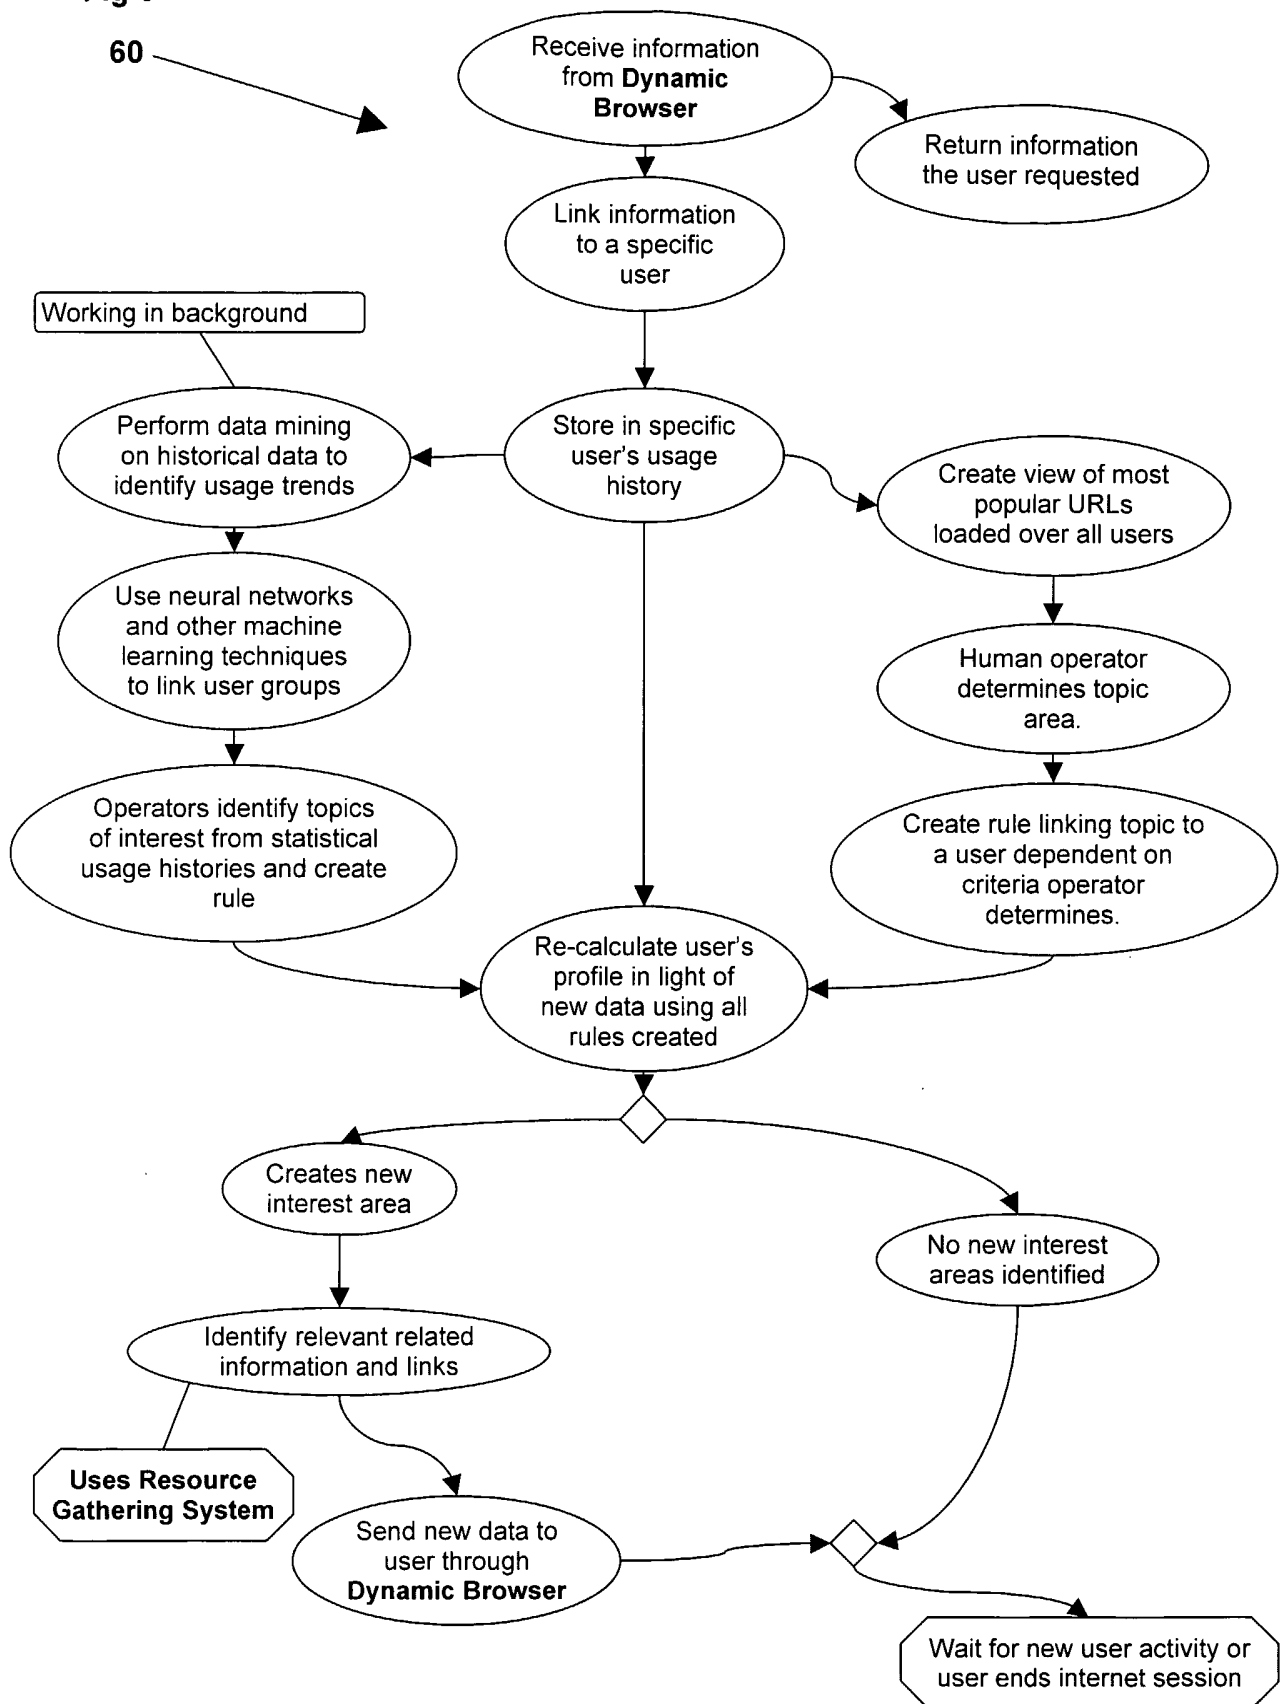 60
Receive information
from Dynamic
Browser
Return information
the user requested
Link information
to a specific
user
Working in background
Perform data mining
on historical data to
identify usage trends
Store in specific
user's usage
history
Create view of most
popular URLs
loaded over all users
Use neural networks
and other machine
learning techniques
to link user groups
Human operator
determines topic
area.
Operators identify topics
of interest from statistical
usage histories and create
rule
Create rule linking topic to
a user dependent on
criteria operator
determines.
Re-calculate user's
profile in light of
new data using all
rules created
Creates new
interest area
No new interest
areas identified
Identify relevant related
information and links
Uses Resource
Gathering System
Send new data to
user through
Dynamic Browser
Wait for new user activity or
user ends internet session